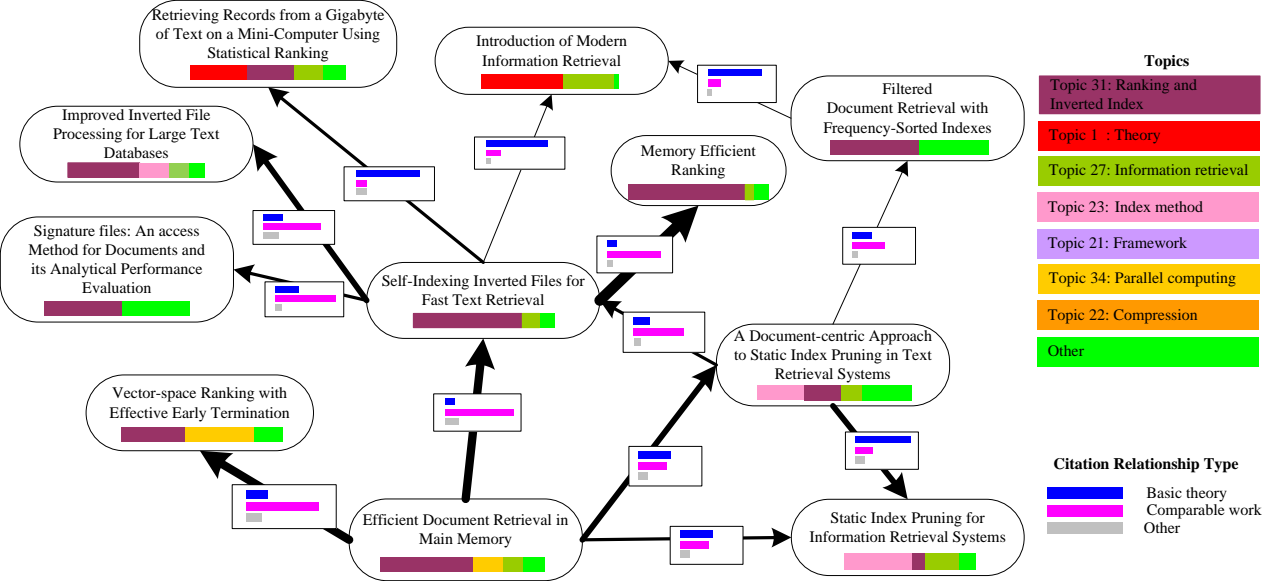 Retrieving Records from a Gigabyte
of Text on a Mini-Computer Using
Statistical Ranking
Introduction of Modern
Information Retrieval
Filtered
Document Retrieval with
Frequency-Sorted Indexes
Improved Inverted File
Processing for Large Text
Databases
Memory Efficient
Ranking
Signature files: An access
Method for Documents and
its Analytical Performance
Evaluation
Self-Indexing Inverted Files for
Fast Text Retrieval
A Document-centric Approach
to Static Index Pruning in Text
Retrieval Systems
Vector-space Ranking with
Effective Early Termination
Efficient Document Retrieval in
Main Memory
Static Index Pruning for
Information Retrieval Systems
Topics
Topic 31: Ranking and
Inverted Index
Topic 1 : Theory
Topic 27: Information retrieval
Topic 23: Index method
Topic 21: Framework
Topic 34: Parallel computing
Topic 22: Compression
Other
Citation Relationship Type
Basic theory
Comparable work
Other